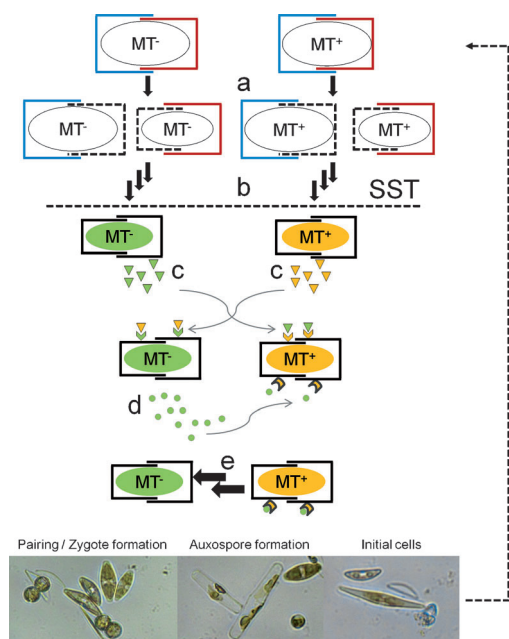 MT⁻ MT⁺
a
MT⁻ MT⁻ MT⁺ MT⁺
b SST
MT⁻ MT⁺
c c
MT⁻ MT⁺
d
e
MT⁻ MT⁺
Pairing / Zygote formation Auxospore formation Initial cells